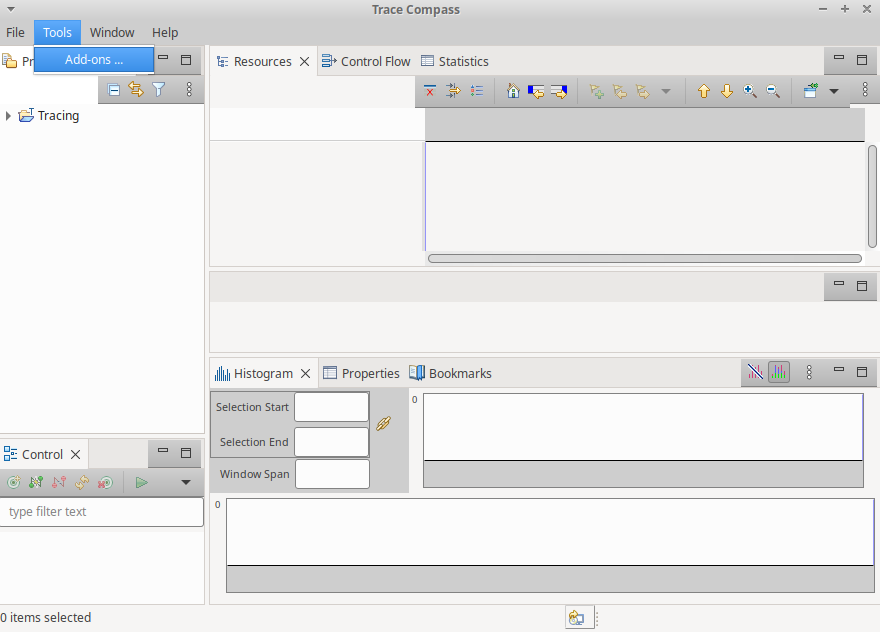 Trace Compass
File Tools Window Help
Add-ons ...
Pr
Resources Control Flow Statistics
Tracing
Histogram Properties Bookmarks
Selection Start
0
Selection End
Window Span
Control
type filter text
0
0 items selected